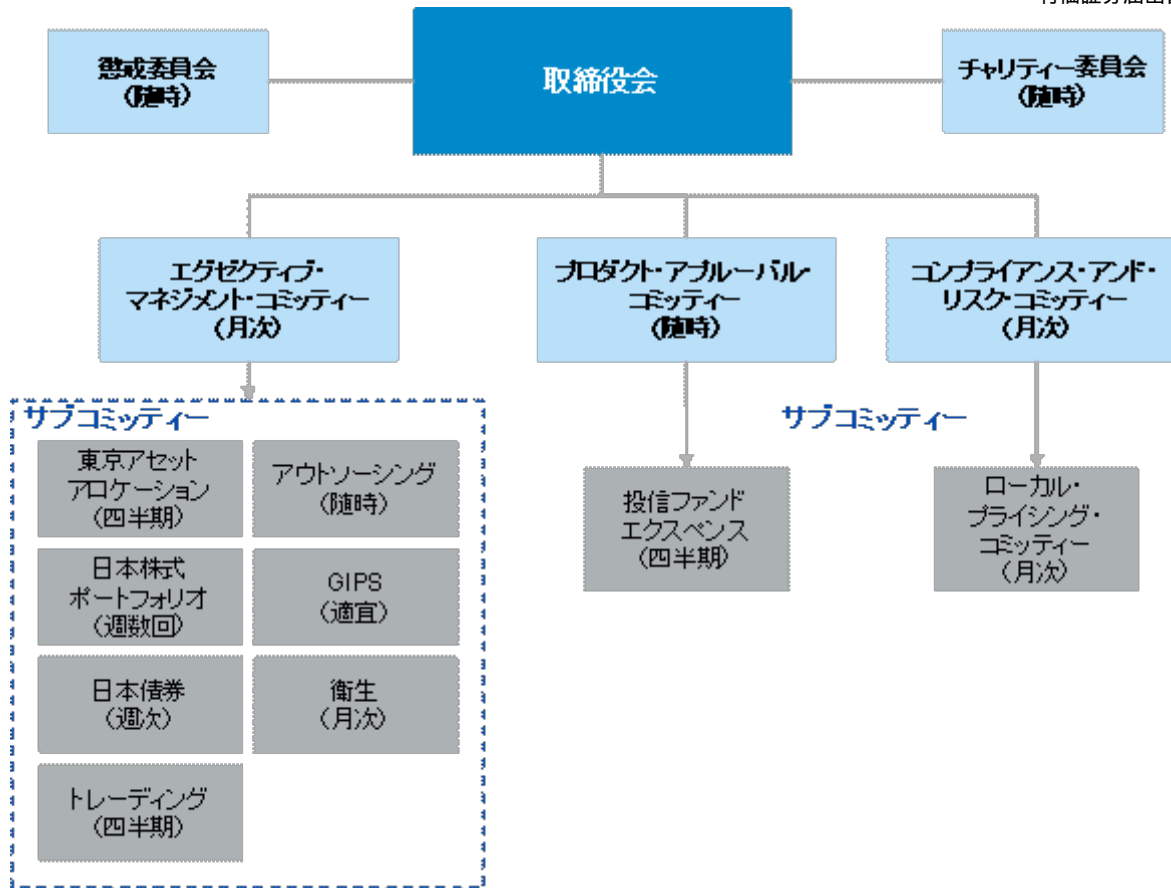 懲戒委員会
(随時)
取締役会
チャリティー委員会
(随時)
エグゼクティブ・
マネジメント・コミッティー
(月次)
プロダクト・アプルーバル・
コミッティー
(随時)
コンプライアンス・アンド・
リスク・コミッティー
(月次)
サブコミッティー
東京アセット
アロケーション
(四半期)
アウトソーシング
(随時)
日本株式
ポートフォリオ
(週数回)
GIPS
(適宜)
日本債券
(週次)
衛生
(月次)
トレーディング
(四半期)
サブコミッティー
投信ファンド
エクスペンス
(四半期)
ローカル・
プライシング・
コミッティー
(月次)